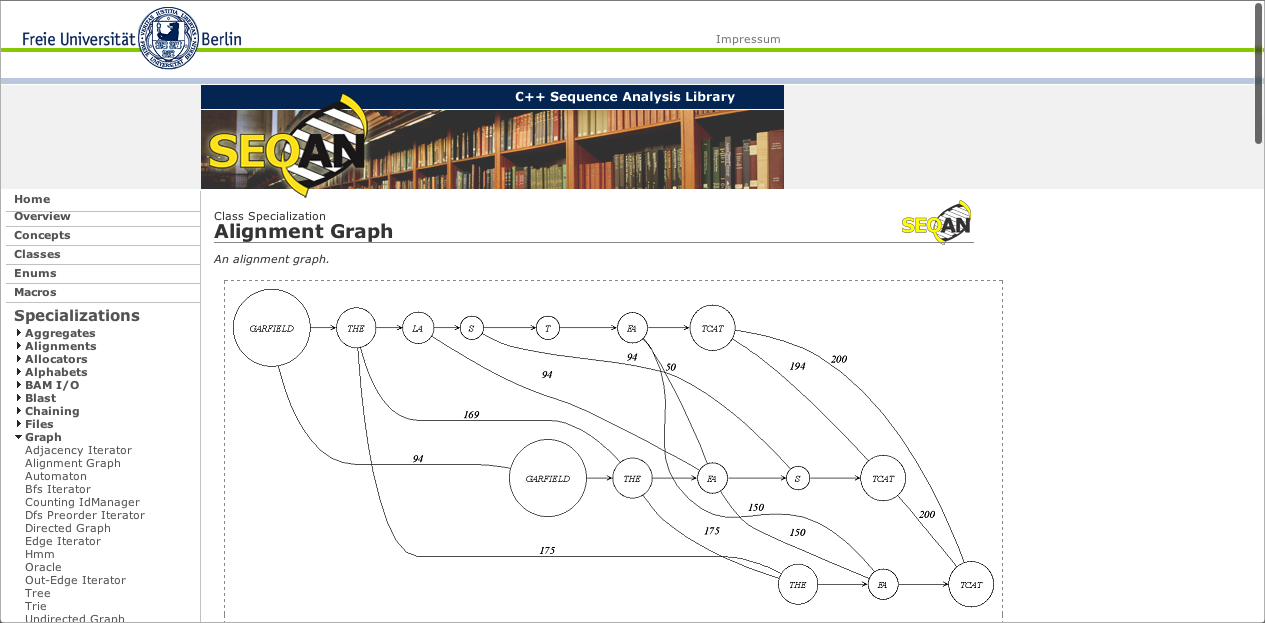 Freie Universität Berlin
Impressum
C++ Sequence Analysis Library
SEQAN
Home
Overview
Concepts
Classes
Enums
Macros
Specializations
Aggregates
Alignments
Allocators
Alphabets
BAM I/O
Blast
Chaining
Files
Graph
Adjacency Iterator
Alignment Graph
Automaton
Bfs Iterator
Counting IdManager
Dfs Preorder Iterator
Directed Graph
Edge Iterator
Hmm
Oracle
Out-Edge Iterator
Tree
Trie
Undirected Graph
Class Specialization
Alignment Graph
SEQAN
An alignment graph.
GARFIELD THE LA S T FA TCAT
94 50 194 200
94
169
94
GARFIELD THE FA S TCAT
150 200
175 150
175
THE FA TCAT